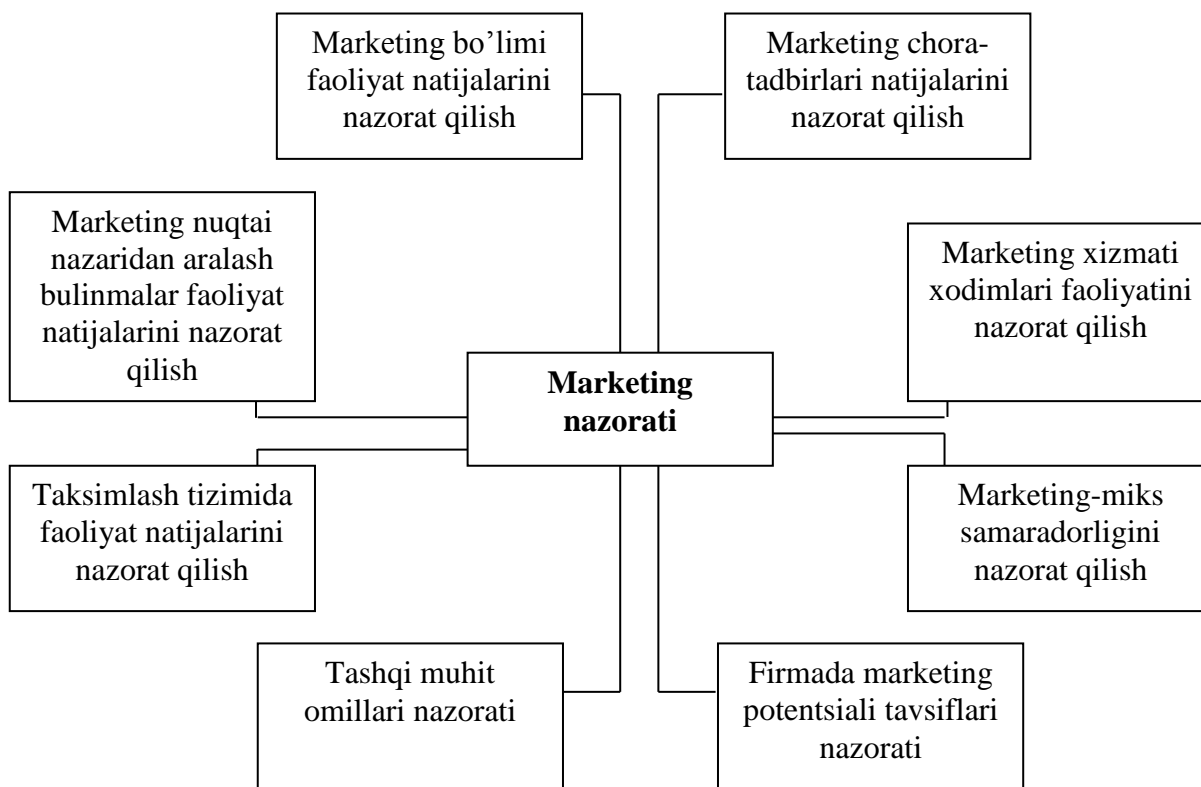 Marketing bo’limi
faoliyat natijalarini
nazorat qilish
Marketing chora-
tadbirlari natijalarini
nazorat qilish
Marketing nuqtai
nazaridan aralash
bulinmalar faoliyat
natijalarini nazorat
qilish
Marketing xizmati
xodimlari faoliyatini
nazorat qilish
Marketing
nazorati
Taksimlash tizimida
faoliyat natijalarini
nazorat qilish
Marketing-miks
samaradorligini
nazorat qilish
Tashqi muhit
omillari nazorati
Firmada marketing
potentsiali tavsiflari
nazorati